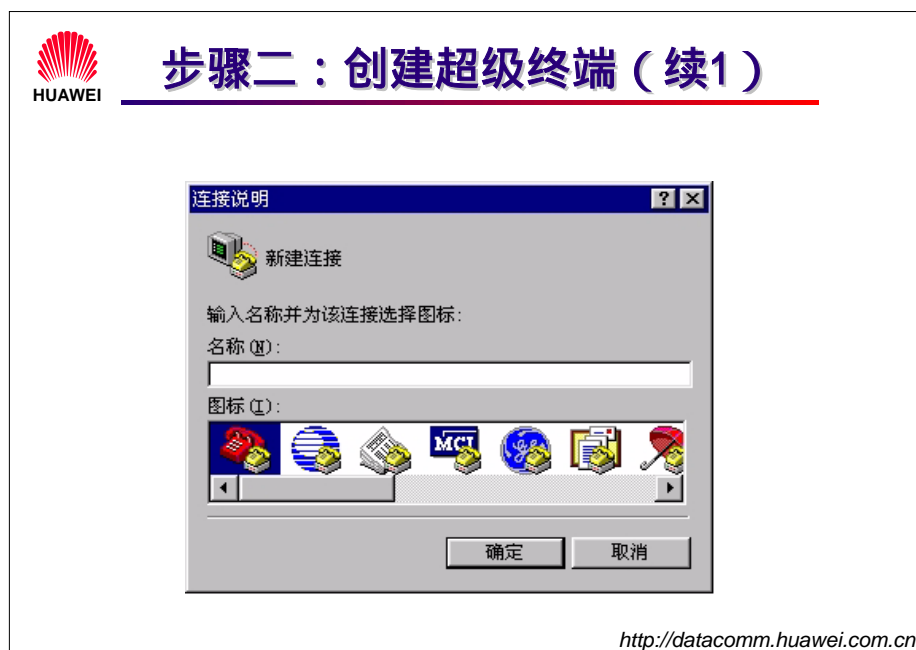 HUAWEI
步骤二：创建超级终端（续1）
连接说明
新建连接
输入名称并为该连接选择图标:
名称(N):
图标(I):
MCI
确定
取消
http://datacomm.huawei.com.cn